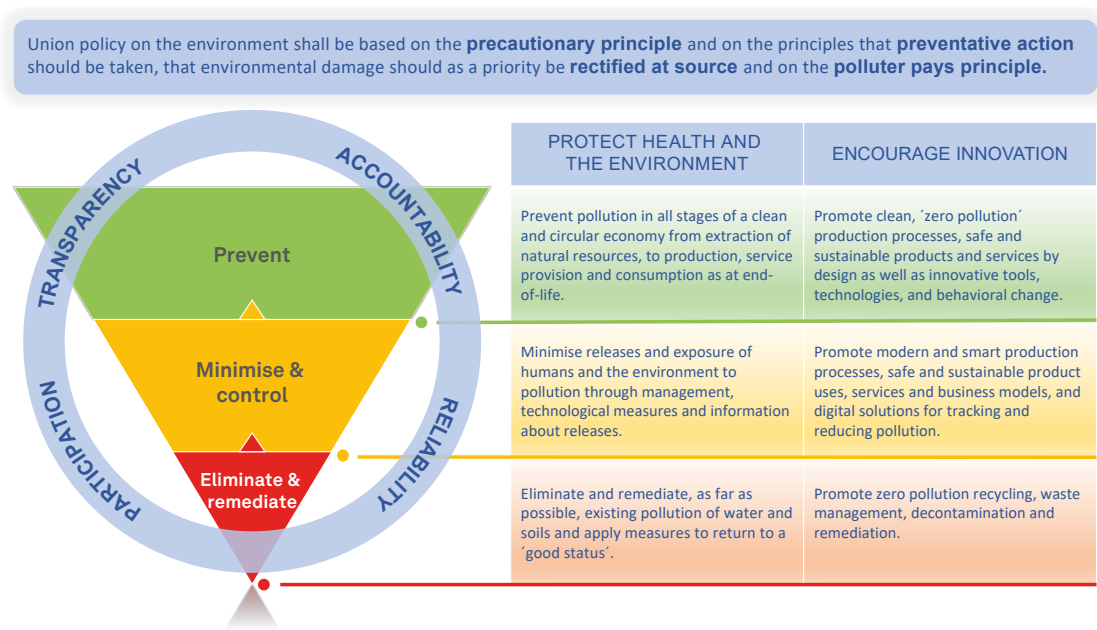 Union policy on the environment shall be based on the precautionary principle and on the principles that preventative action
should be taken, that environmental damage should as a priority be rectified at source and on the polluter pays principle.
TRANSPARENCY
ACCOUNTABILITY
PARTICIPATION
RELIABILITY
Prevent
Minimise &
control
Eliminate &
remediate
PROTECT HEALTH AND
THE ENVIRONMENT
ENCOURAGE INNOVATION
Prevent pollution in all stages of a clean
and circular economy from extraction of
natural resources, to production, service
provision and consumption as at end-
of-life.
Promote clean, ´zero pollution´
production processes, safe and
sustainable products and services by
design as well as innovative tools,
technologies, and behavioral change.
Minimise releases and exposure of
humans and the environment to
pollution through management,
technological measures and information
about releases.
Promote modern and smart production
processes, safe and sustainable product
uses, services and business models, and
digital solutions for tracking and
reducing pollution.
Eliminate and remediate, as far as
possible, existing pollution of water and
soils and apply measures to return to a
´good status´.
Promote zero pollution recycling, waste
management, decontamination and
remediation.